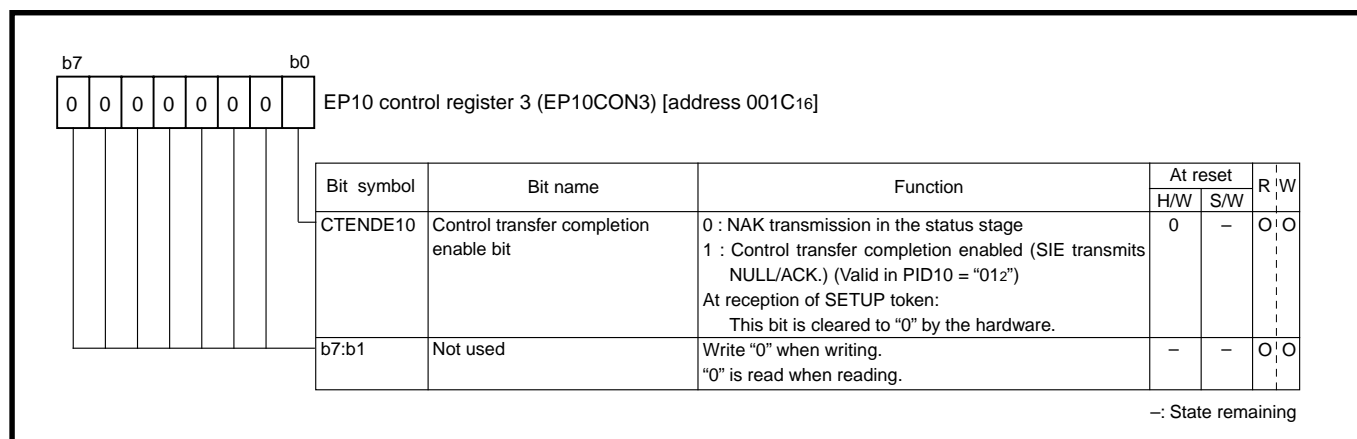 b7 b0
0 0 0 0 0 0 0
EP10 control register 3 (EP10CON3) [address 001C16]
Bit symbol Bit name Function At reset R W
H/W S/W
CTENDE10 Control transfer completion 0 : NAK transmission in the status stage 0 – O O
enable bit 1 : Control transfer completion enabled (SIE transmits
NULL/ACK.) (Valid in PID10 = “012”)
At reception of SETUP token:
This bit is cleared to “0” by the hardware.
b7:b1 Not used Write “0” when writing. – – O O
“0” is read when reading.
–: State remaining